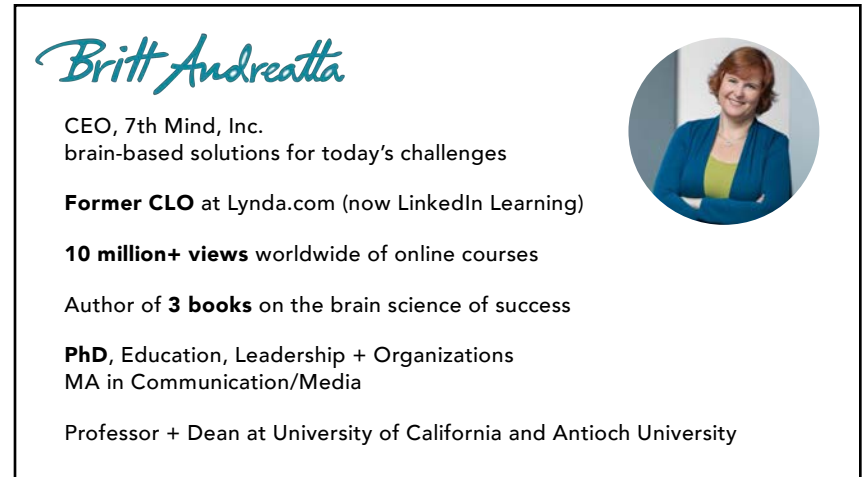 Britt Andreatta
CEO, 7th Mind, Inc.
brain-based solutions for today’s challenges
Former CLO at Lynda.com (now LinkedIn Learning)
10 million+ views worldwide of online courses
Author of 3 books on the brain science of success
PhD, Education, Leadership + Organizations
MA in Communication/Media
Professor + Dean at University of California and Antioch University